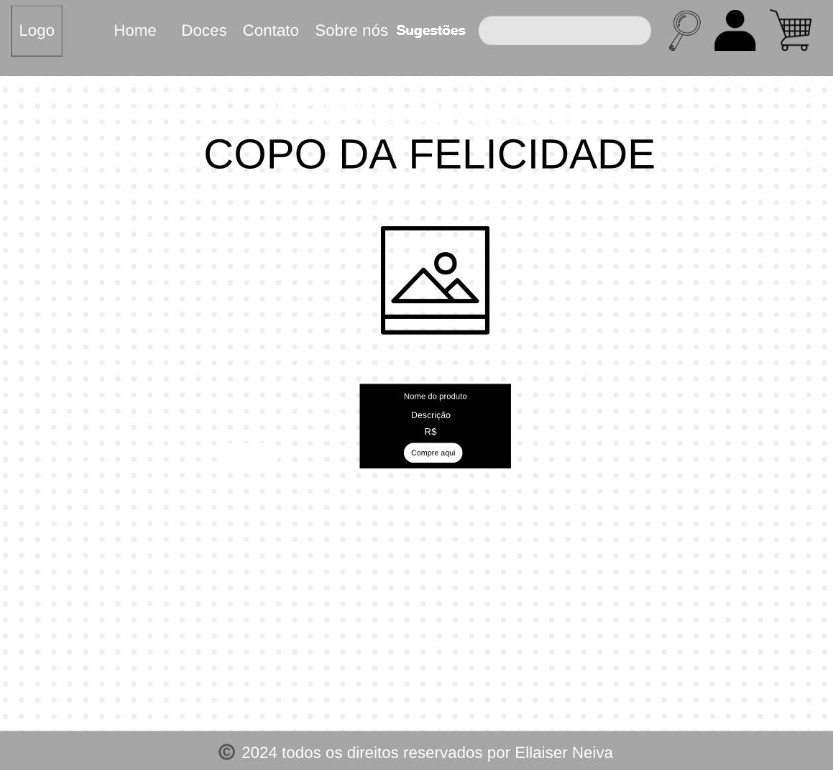 Logo Home Doces Contato Sobre nós Sugestões
COPO DA FELICIDADE
Nome do produto
Descrição
R$
Compre aqui
© 2024 todos os direitos reservados por Ellaiser Neiva